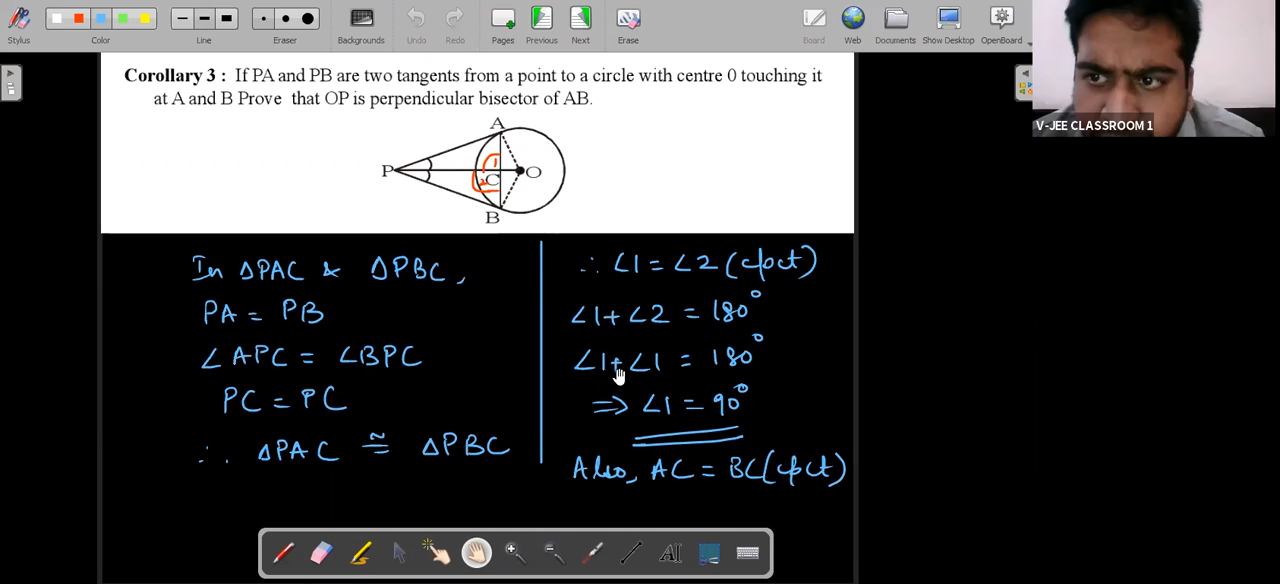 Stylus
Color
Line
Eraser
Backgrounds
Undo
Redo
Pages
Previous
Next
Erase
Board
Web
Documents
Show Desktop
OpenBoard
V-JEE CLASSROOM 1
Corollary 3 : If PA and PB are two tangents from a point to a circle with centre 0 touching it
at A and B Prove that OP is perpendicular bisector of AB.
A
P
1
2
C
O
B
In ΔPAC & ΔPBC,
PA = PB
∠APC = ∠BPC
PC = PC
∴ ΔPAC ≅ ΔPBC
∴ ∠1 = ∠2 (cpct)
∠1 + ∠2 = 180°
∠1 + ∠1 = 180°
⇒ ∠1 = 90°
Also, AC = BC (cpct)
AI